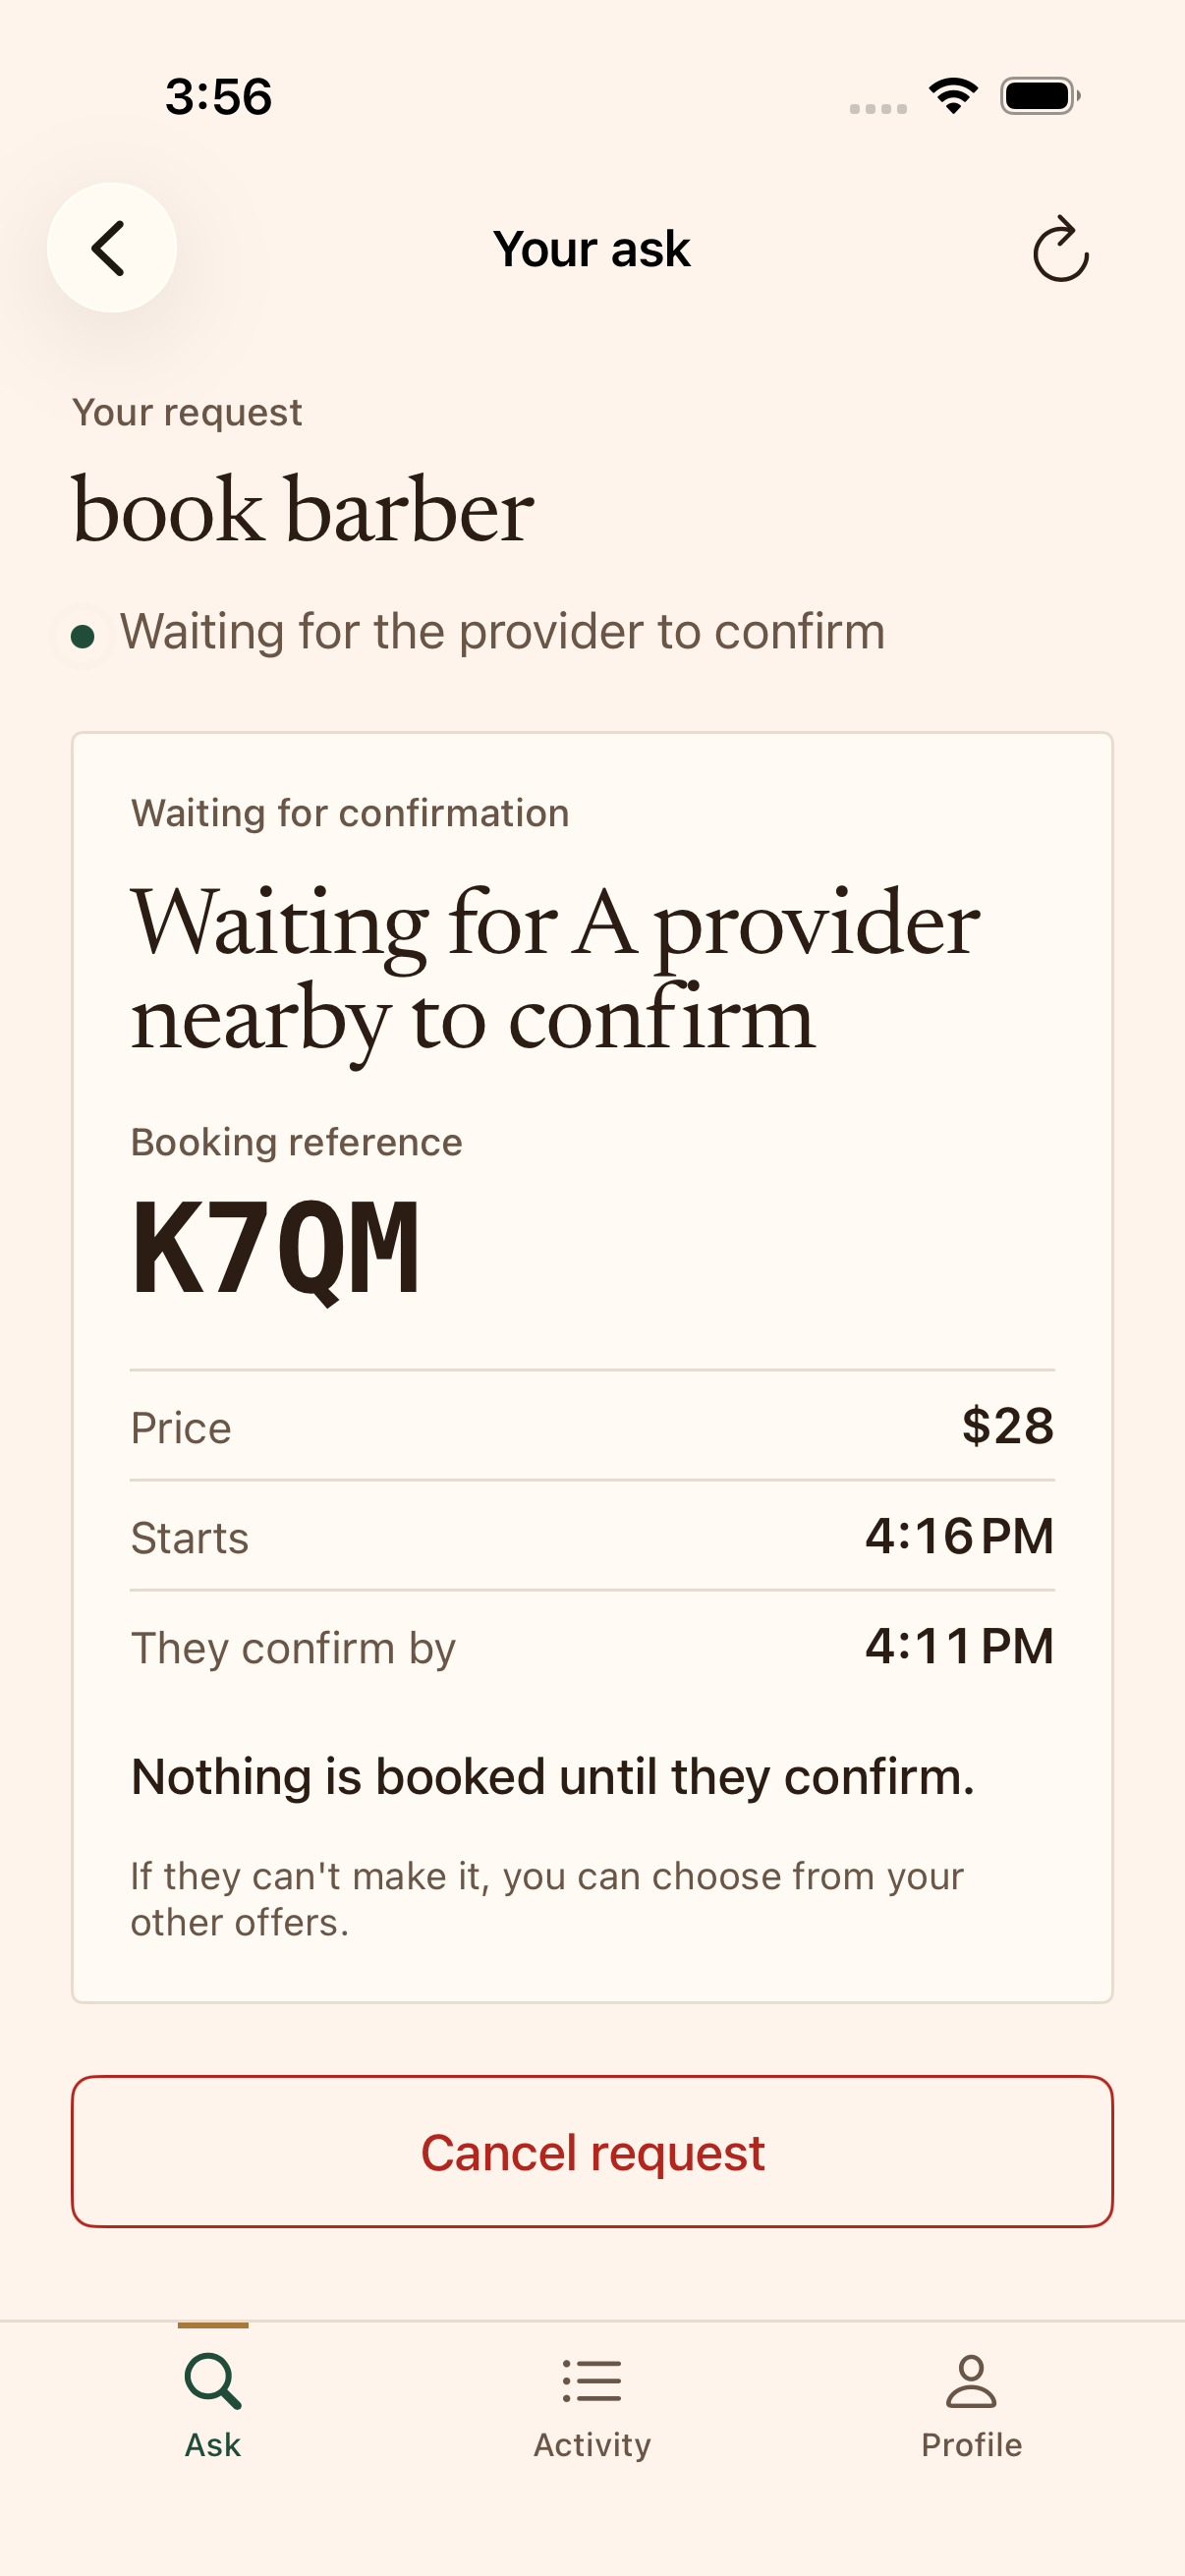 3:56
Your ask
Your request
book barber
Waiting for the provider to confirm
Waiting for confirmation
Waiting for A provider
nearby to confirm
Booking reference
K7QM
Price $28
Starts 4:16 PM
They confirm by 4:11 PM
Nothing is booked until they confirm.
If they can't make it, you can choose from your
other offers.
Cancel request
Ask Activity Profile